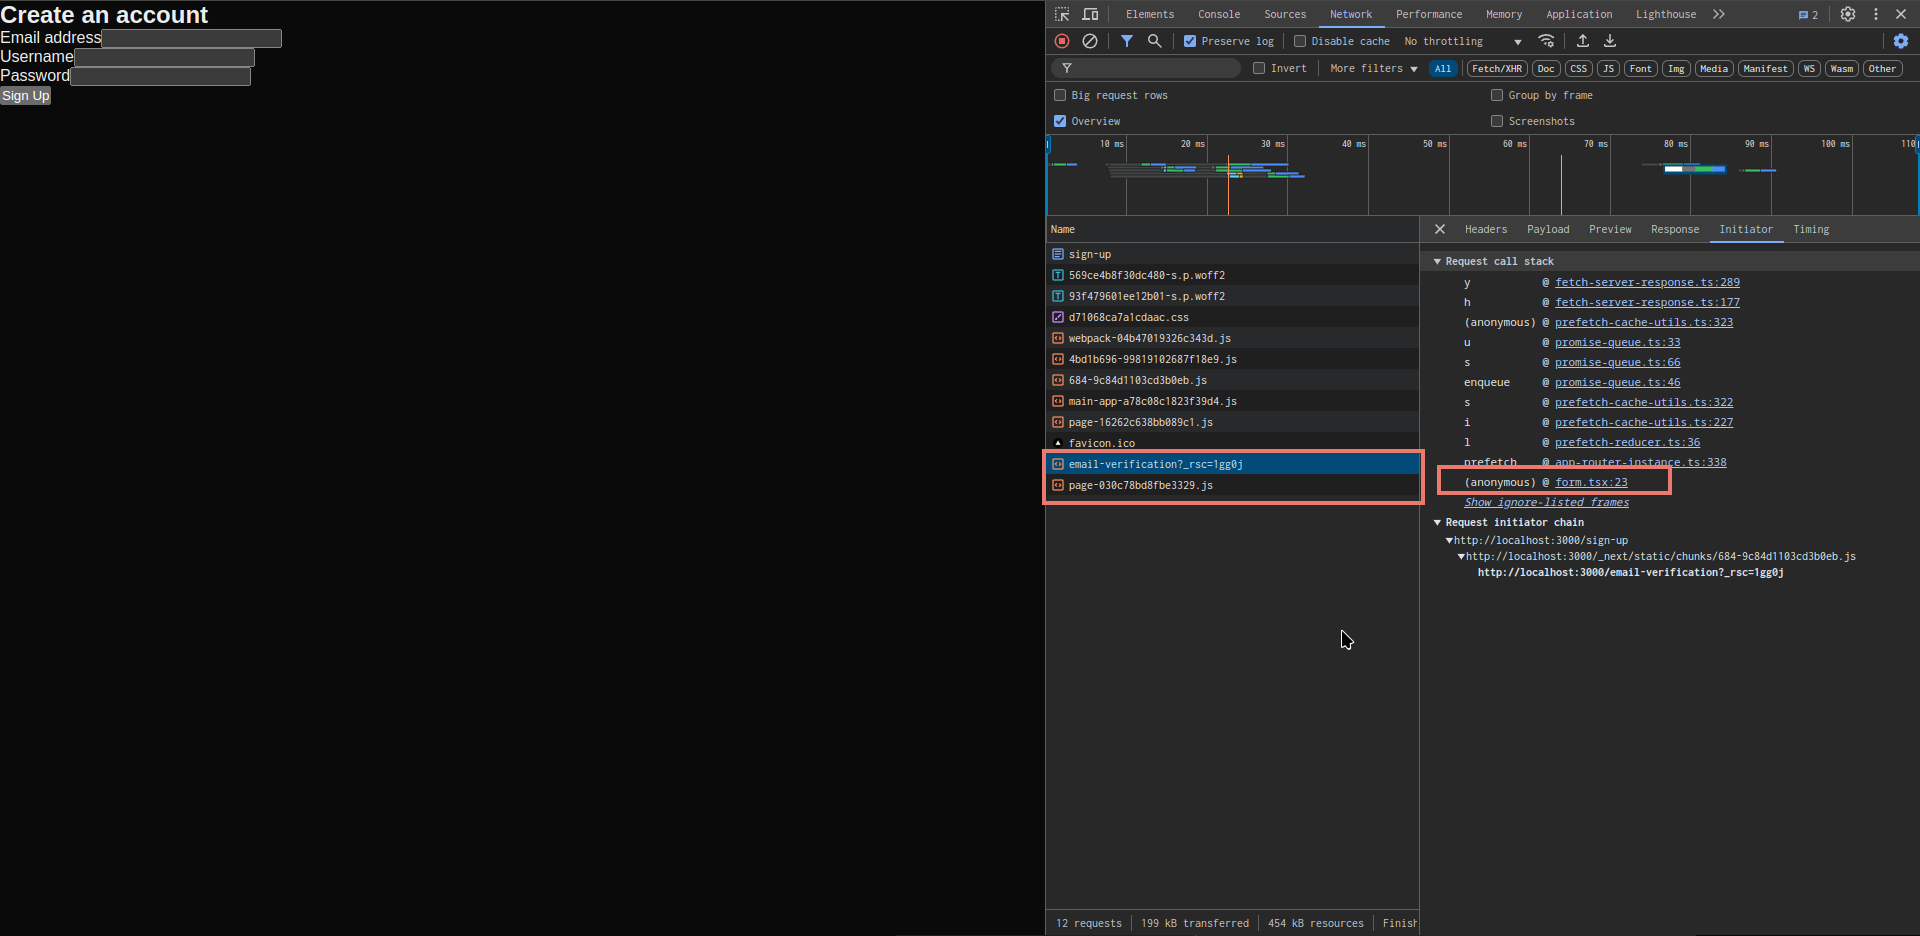 Create an account
Email address
Username
Password
Sign Up
Elements Console Sources Network Performance Memory Application Lighthouse 2
Preserve log Disable cache No throttling
Invert More filters All Fetch/XHR Doc CSS JS Font Img Media Manifest WS Wasm Other
Big request rows Group by frame
Overview Screenshots
10 ms 20 ms 30 ms 40 ms 50 ms 60 ms 70 ms 80 ms 90 ms 100 ms 110
Name
sign-up
569ce4b8f30dc480-s.p.woff2
93f479601ee12b01-s.p.woff2
d71068ca7a1cdaac.css
webpack-04b47019326c343d.js
4bd1b696-99819102687f18e9.js
684-9c84d1103cd3b0eb.js
main-app-a78c08c1823f39d4.js
page-16262c638bb089c1.js
favicon.ico
email-verification?_rsc=1gg0j
page-030c78bd8fbe3329.js
12 requests 199 kB transferred 454 kB resources Finish
Headers Payload Preview Response Initiator Timing
Request call stack
y @ fetch-server-response.ts:289
h @ fetch-server-response.ts:177
(anonymous) @ prefetch-cache-utils.ts:323
u @ promise-queue.ts:33
s @ promise-queue.ts:66
enqueue @ promise-queue.ts:46
s @ prefetch-cache-utils.ts:322
i @ prefetch-cache-utils.ts:227
l @ prefetch-reducer.ts:36
prefetch @ app-router-instance.ts:338
(anonymous) @ form.tsx:23
Show ignore-listed frames
Request initiator chain
http://localhost:3000/sign-up
http://localhost:3000/_next/static/chunks/684-9c84d1103cd3b0eb.js
http://localhost:3000/email-verification?_rsc=1gg0j